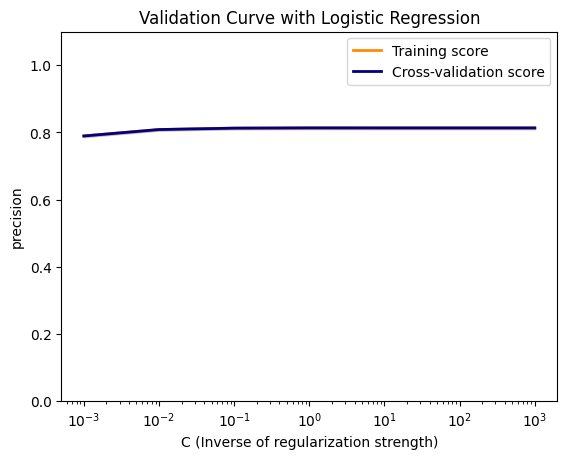 Validation Curve with Logistic Regression
Training score
Cross-validation score
precision
1.0
0.8
0.6
0.4
0.2
0.0
10⁻³ 10⁻² 10⁻¹ 10⁰ 10¹ 10² 10³
C (Inverse of regularization strength)